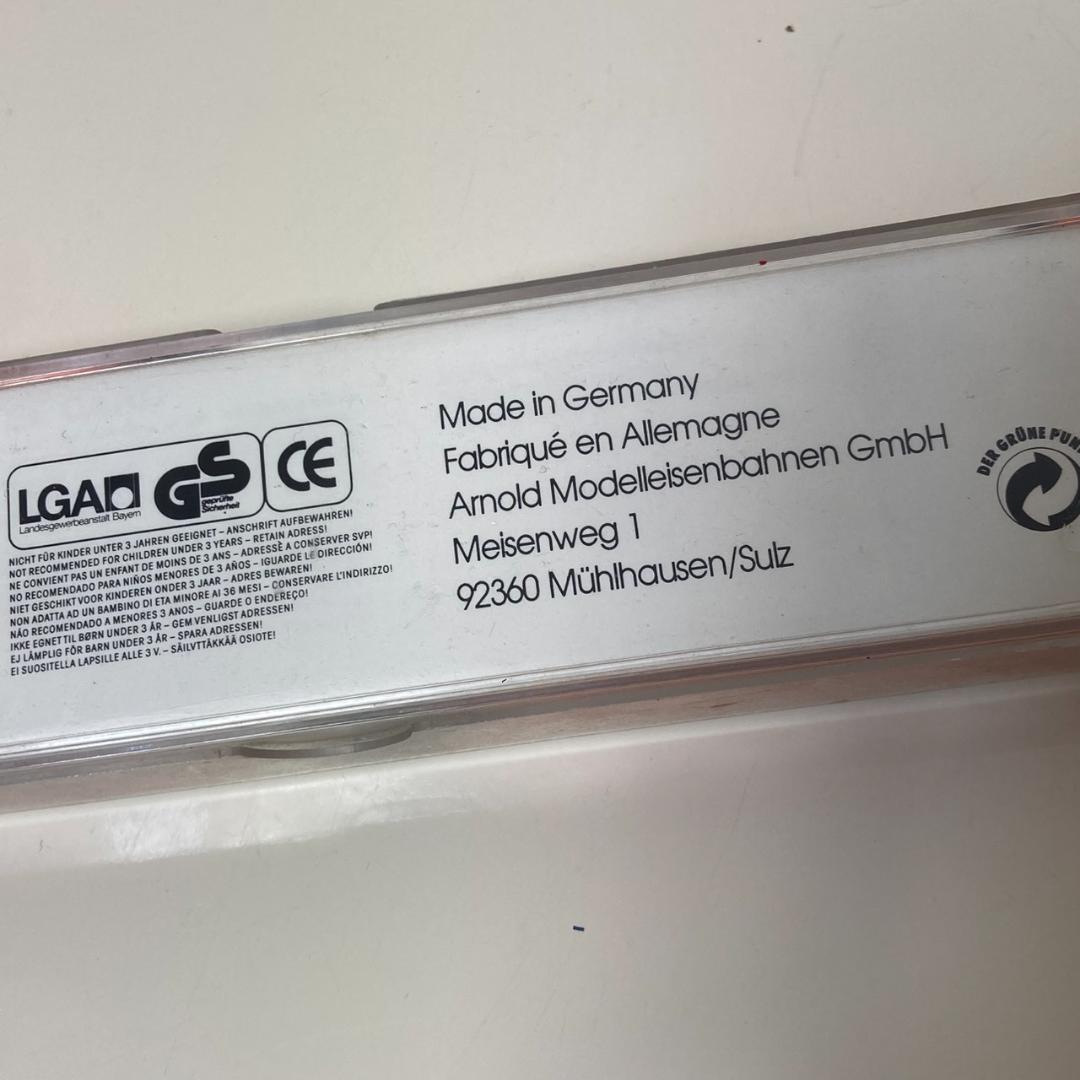 LGA GS CE
geprüfte
Sicherheit
Landesgewerbeanstalt Bayern
NICHT FÜR KINDER UNTER 3 JAHREN GEEIGNET – ANSCHRIFT AUFBEWAHREN!
NOT RECOMMENDED FOR CHILDREN UNDER 3 YEARS – RETAIN ADRESS!
NE CONVIENT PAS UN ENFANT DE MOINS DE 3 ANS – ADRESSÈ A CONSERVER SVP!
NO RECOMENDADO PARA NIÑOS MENORES DE 3 AÑOS – IGUARDE LE DIRECCIÓN!
NIET GESCHIKT VOOR KINDEREN ONDER 3 JAAR – ADRES BEWAREN!
NON ADATTA AD UN BAMBINO DI ETA MINORE AI 36 MESI – CONSERVARE L'INDIRIZZO!
NÃO RECOMENDADO A MENORES 3 ANOS – GUARDE O ENDEREÇO!
IKKE EGNET TIL BØRN UNDER 3 ÅR – GEM VENLIGST ADRESSEN!
EJ LÄMPLIG FÖR BARN UNDER 3 ÅR – SPARA ADRESSEN!
EI SUOSITELLA LAPSILLE ALLE 3 V. – SÄILYTTÄKKÄÄ OSIOTE!
Made in Germany
Fabriqué en Allemagne
Arnold Modelleisenbahnen GmbH
Meisenweg 1
92360 Mühlhausen/Sulz
DER GRÜNE PUN